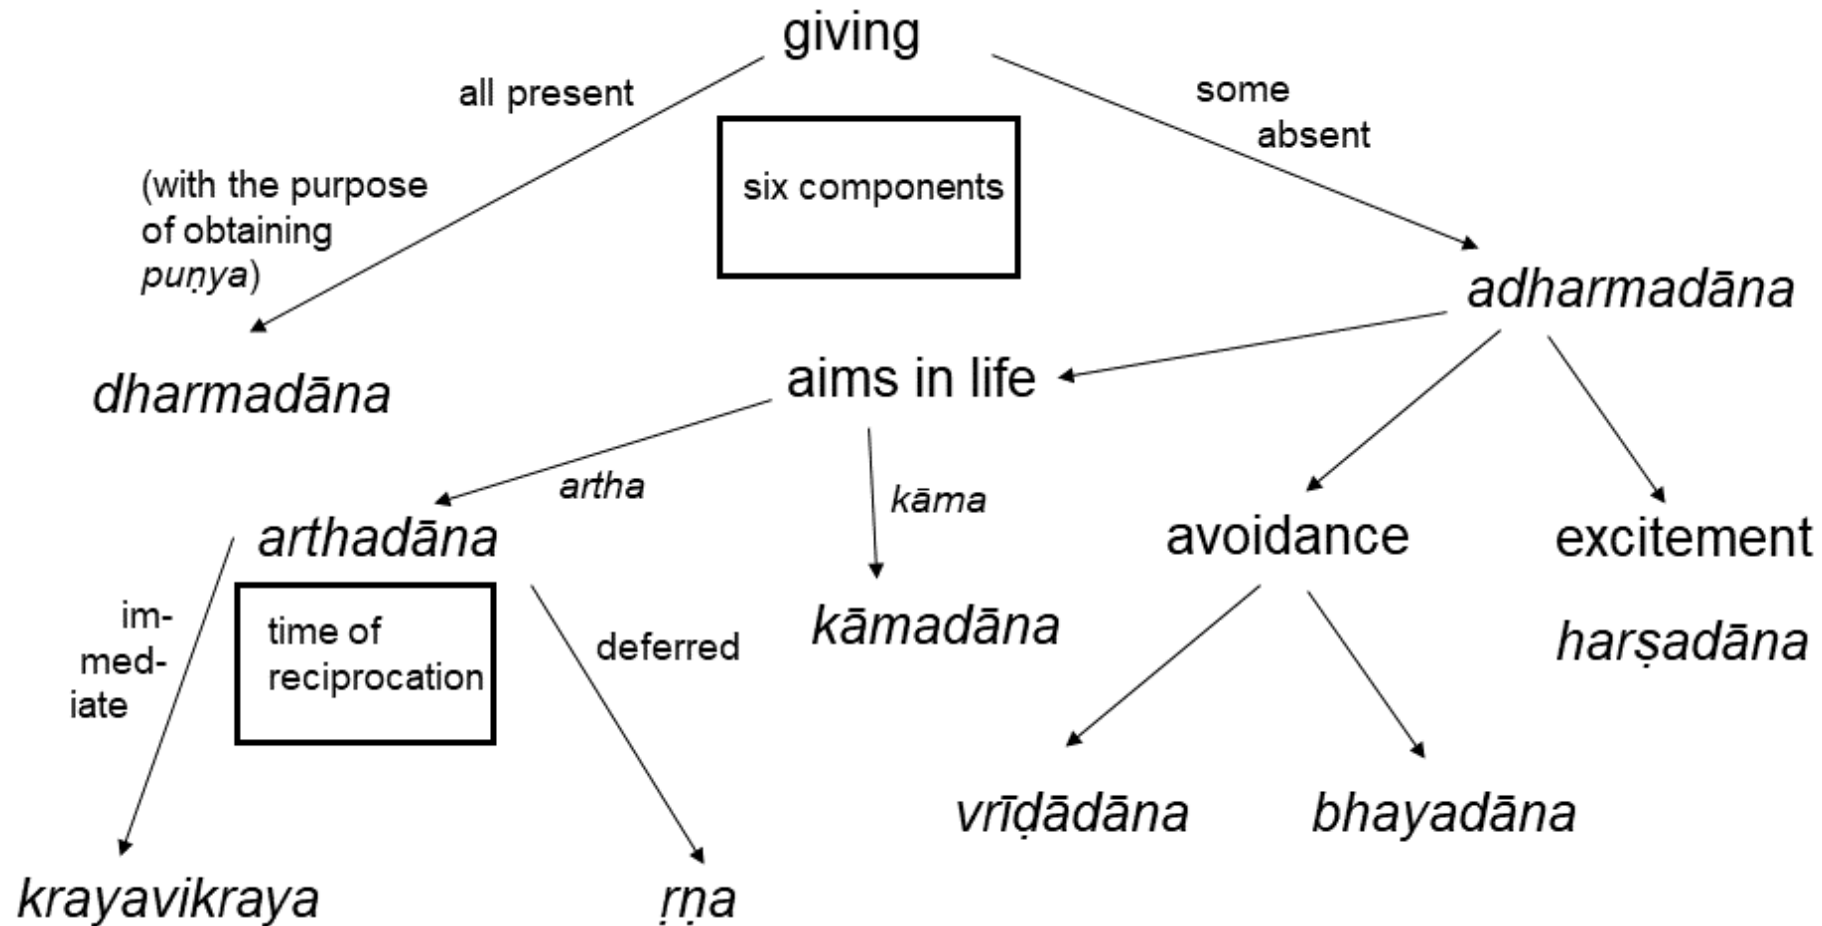 giving
all present
some
absent
six components
(with the purpose
of obtaining
puṇya)
adharmadāna
dharmadāna
aims in life
artha
kāma
arthadāna
avoidance
excitement
im-
med-
iate
time of
reciprocation
deferred
kāmadāna
harṣadāna
vrīḍādāna
bhayadāna
krayavikraya
ṛṇa